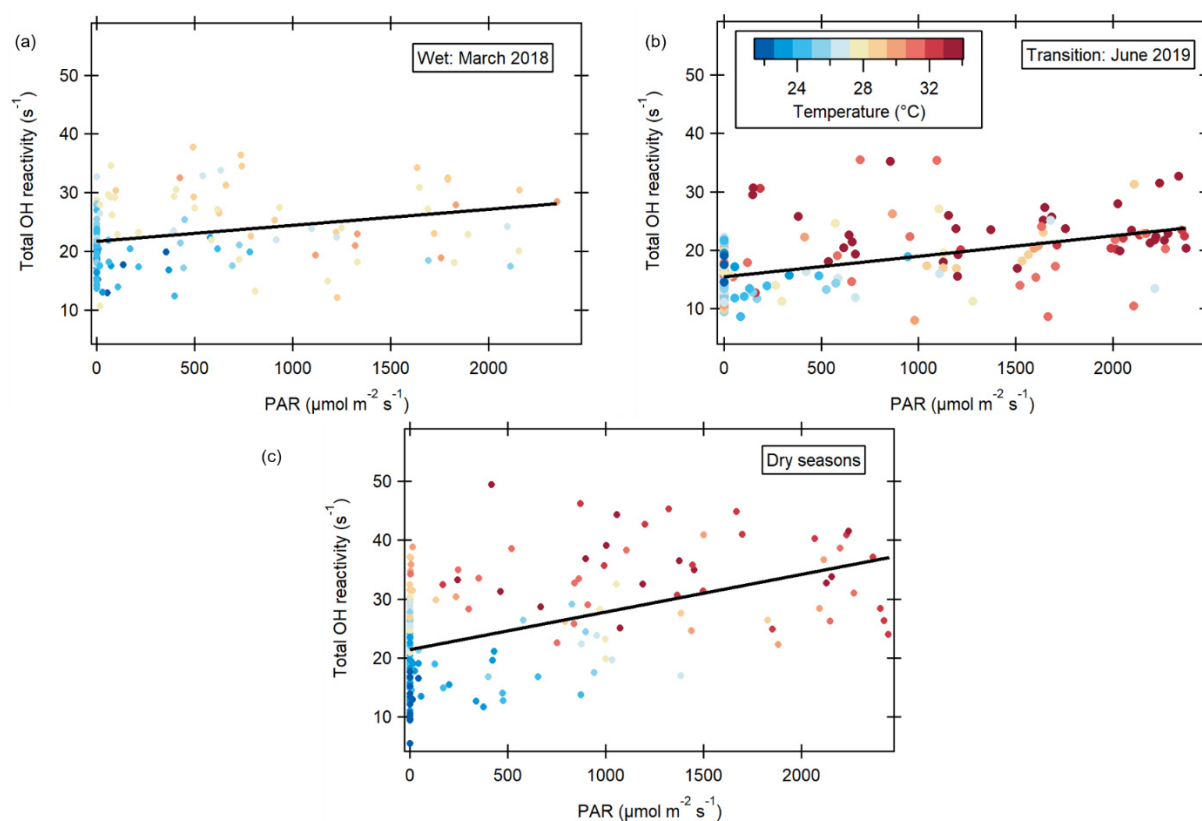 (a)
Wet: March 2018
Total OH reactivity (s⁻¹)
50
40
30
20
10
0 500 1000 1500 2000
PAR (µmol m⁻² s⁻¹)
(b)
Transition: June 2019
24 28 32
Temperature (°C)
Total OH reactivity (s⁻¹)
50
40
30
20
10
0 500 1000 1500 2000
PAR (µmol m⁻² s⁻¹)
(c)
Dry seasons
Total OH reactivity (s⁻¹)
50
40
30
20
10
0 500 1000 1500 2000
PAR (µmol m⁻² s⁻¹)